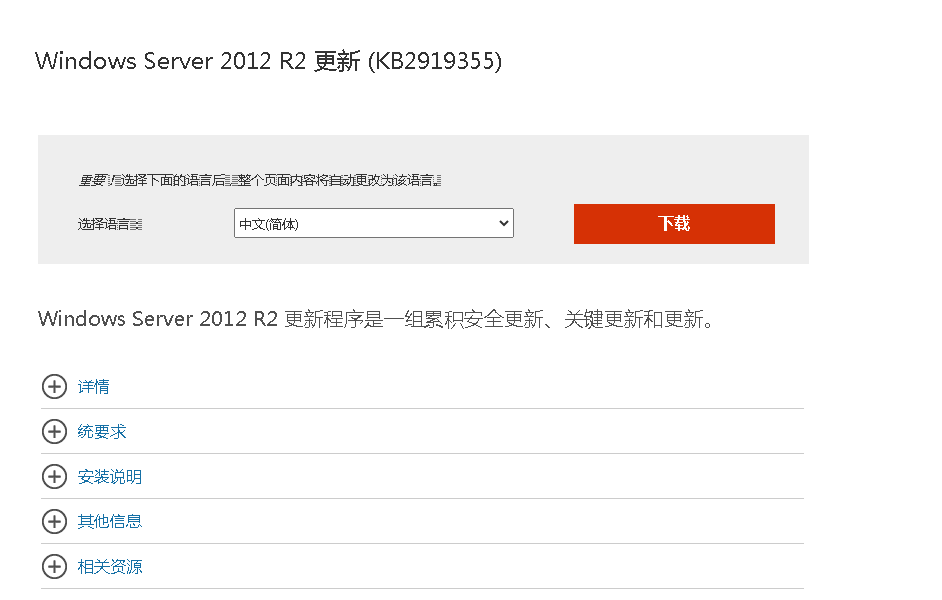 Windows Server 2012 R2 更新 (KB2919355)
重要！选择下面的语言后，整个页面内容将自动更改为该语言。
选择语言：
中文(简体)
下载
Windows Server 2012 R2 更新程序是一组累积安全更新、关键更新和更新。
详情
统要求
安装说明
其他信息
相关资源